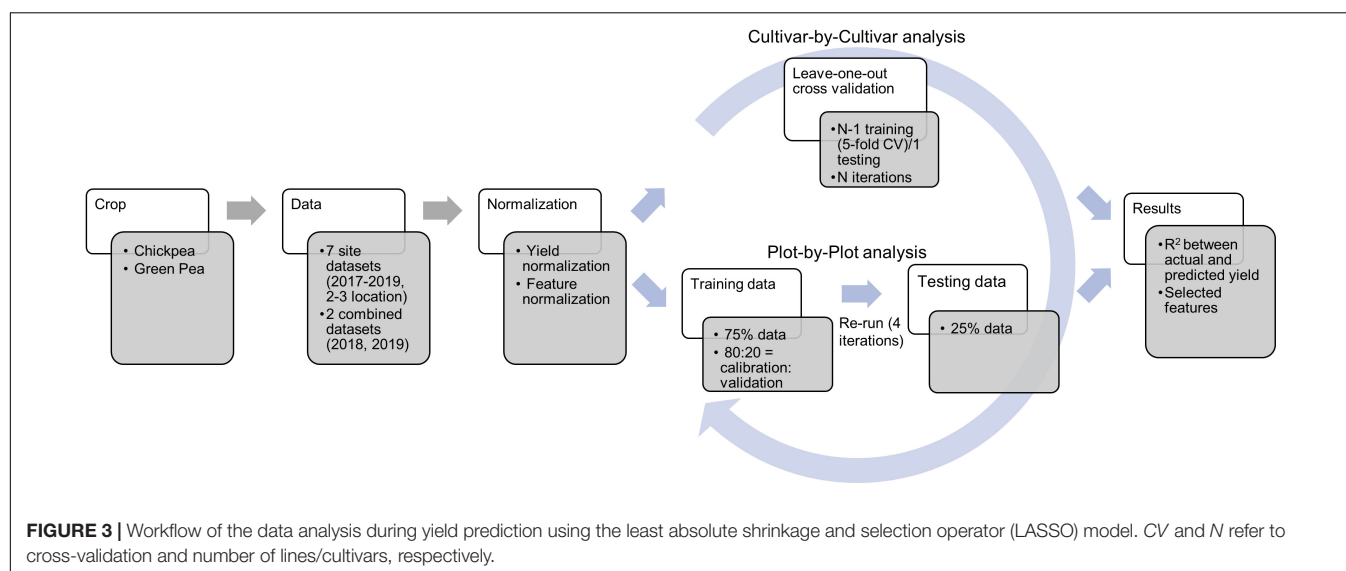 Cultivar-by-Cultivar analysis
Leave-one-out
cross validation
•N-1 training
(5-fold CV)/1
testing
•N iterations
Crop
• Chickpea
• Green Pea
Data
•7 site
datasets
(2017-2019,
2-3 location)
•2 combined
datasets
(2018, 2019)
Normalization
• Yield
normalization
• Feature
normalization
Plot-by-Plot analysis
Training data
• 75% data
• 80:20 =
calibration:
validation
Re-run (4
iterations)
Testing data
• 25% data
Results
•R² between
actual and
predicted yield
•Selected
features
FIGURE 3 | Workflow of the data analysis during yield prediction using the least absolute shrinkage and selection operator (LASSO) model. CV and N refer to
cross-validation and number of lines/cultivars, respectively.